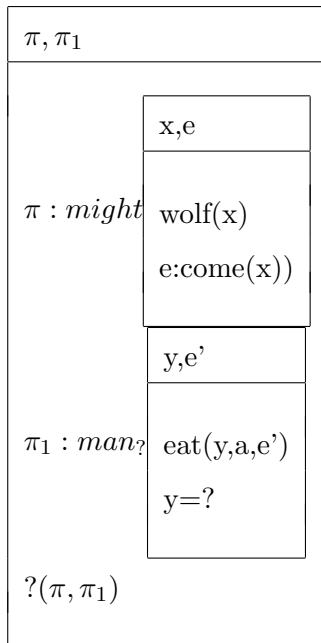 π, π₁
x,e
π : might wolf(x)
e:come(x))
y,e'
π₁ : man? eat(y,a,e')
y=?
?(π, π₁)